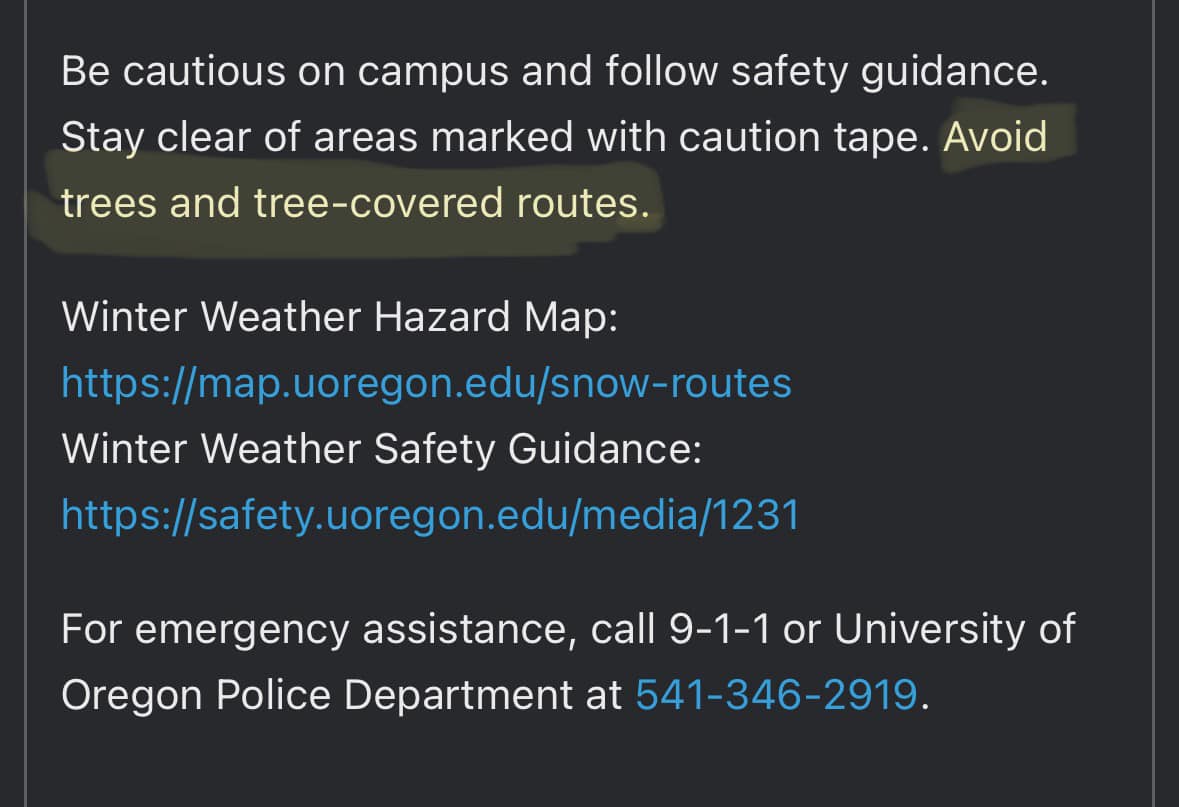 Be cautious on campus and follow safety guidance.
Stay clear of areas marked with caution tape. Avoid
trees and tree-covered routes.
Winter Weather Hazard Map:
https://map.uoregon.edu/snow-routes
Winter Weather Safety Guidance:
https://safety.uoregon.edu/media/1231
For emergency assistance, call 9-1-1 or University of
Oregon Police Department at 541-346-2919.